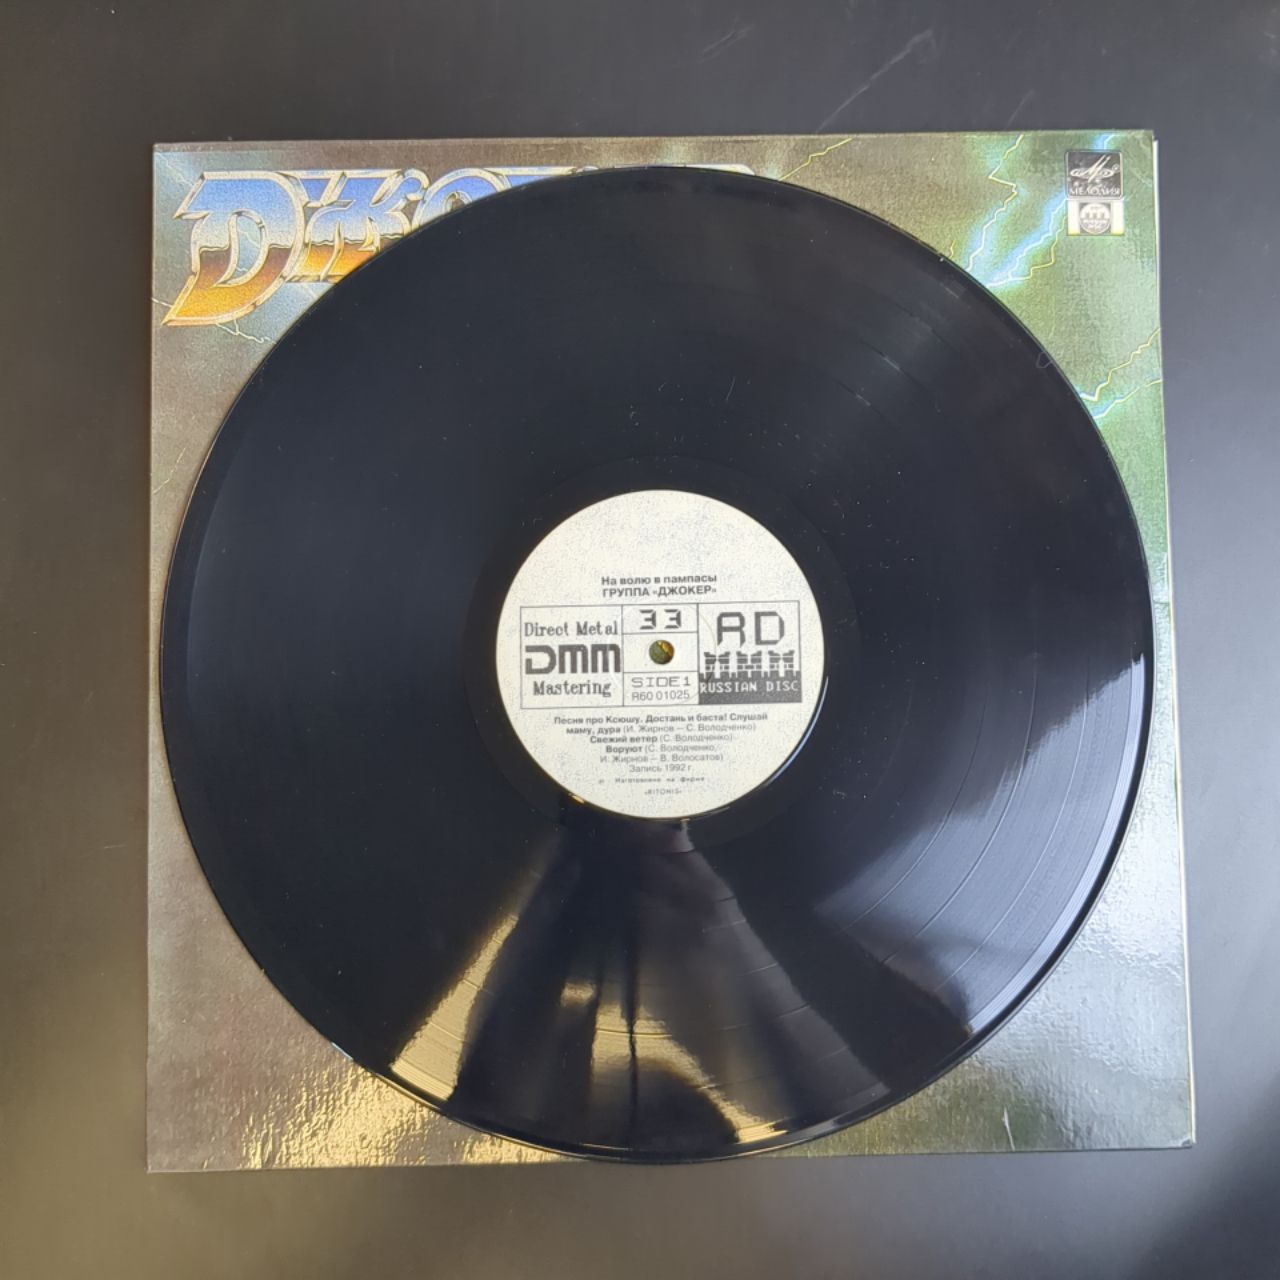 ДЖО
МЕЛОДИЯ
На волю в пампасы
ГРУППА «ДЖОКЕР»
Direct Metal
DMM
Mastering
33
SIDE 1
R60 01025
RD
RUSSIAN DISC
Песня про Ксюшу. Достань и баста! Слушай
маму, дура (И. Жирнов — С. Володченко)
Свежий ветер (С. Володченко)
Воруют (С. Володченко,
И. Жирнов — В. Волосатов)
Запись 1992 г.
Изготовлено на фирме
«RITONIS»